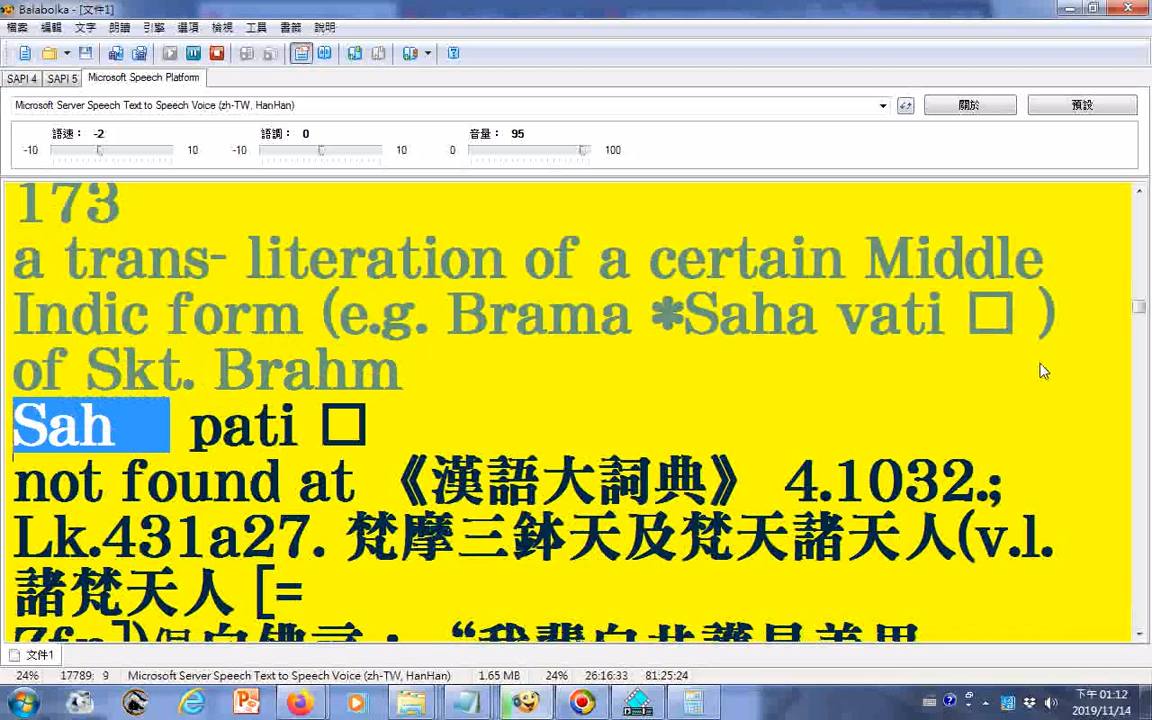 Balabolka - [文件1]
檔案 編輯 文字 朗讀 引擎 選項 檢視 工具 書籤 說明
SAPI 4 SAPI 5 Microsoft Speech Platform
Microsoft Server Speech Text to Speech Voice (zh-TW, HanHan) 關於 預設
語速： -2 語調： 0 音量： 95
-10 10 -10 10 0 100
173
a trans- literation of a certain Middle
Indic form (e.g. Brama *Saha vati □ )
of Skt. Brahm
Sah pati □
not found at 《漢語大詞典》 4.1032.;
Lk.431a27. 梵摩三鉢天及梵天諸天人(v.l.
諸梵天人 [=
文件1
24% 17789: 9 Microsoft Server Speech Text to Speech Voice (zh-TW, HanHan) 1.65 MB 24% 26:16:33 81:25:24
下午 01:12
2019/11/14